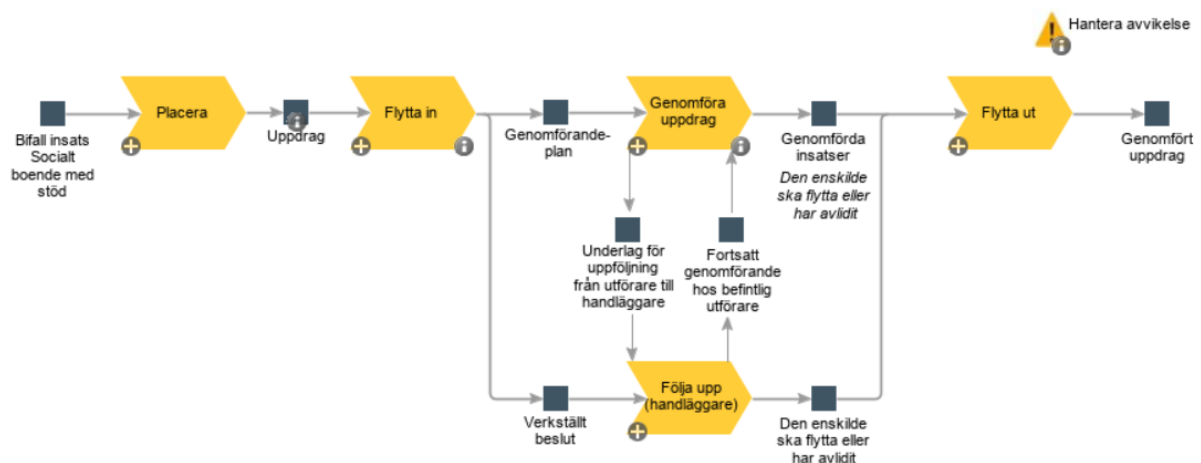 Hantera avvikelse
Placera
Flytta in
Genomföra
uppdrag
Flytta ut
Bifall insats
Socialt
boende med
stöd
Uppdrag
Genomförande-
plan
Genomförda
insatser
Den enskilde
ska flytta eller
har avlidit
Genomfört
uppdrag
Underlag för
uppföljning
från utförare till
handläggare
Fortsatt
genomförande
hos befintlig
utförare
Följa upp
(handläggare)
Verkställt
beslut
Den enskilde
ska flytta eller
har avlidit